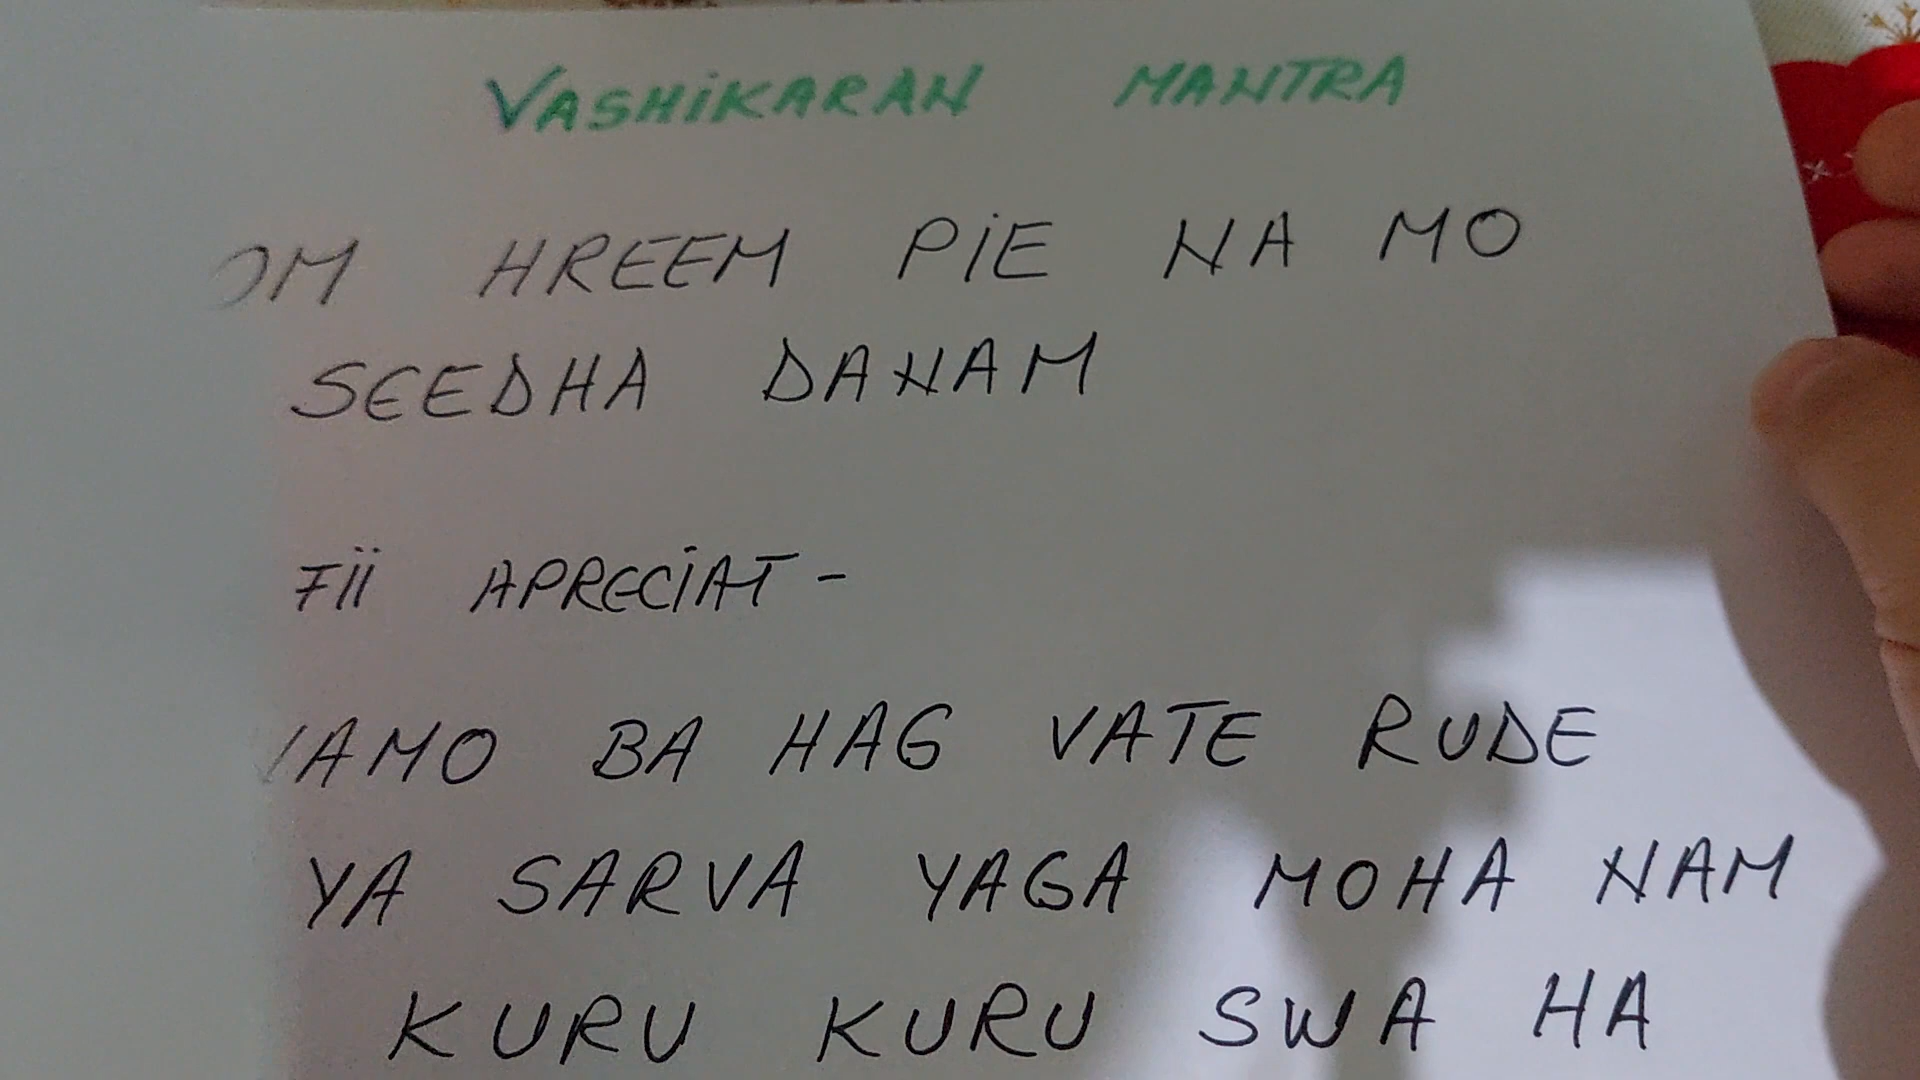 VASHiKARAN MANTRA
OM HREEM PiE NA MO
SEEDHA DANAM
Fii APRECiAT -
NAMO BA HAG VATE RUDE
YA SARVA YAGA MOHA NAM
KURU KURU SWA HA